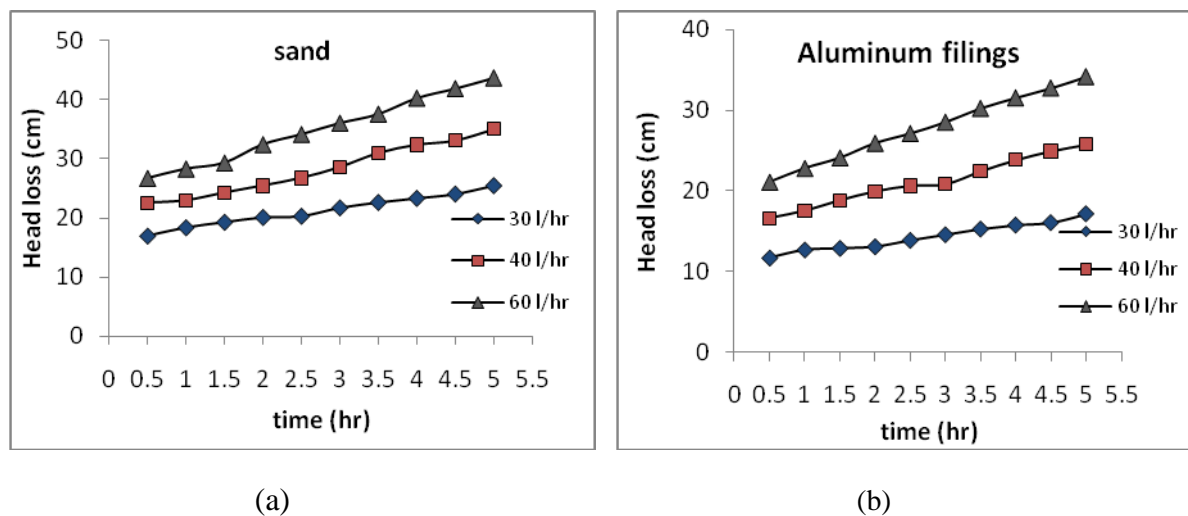 sand
Head loss (cm)
50
40
30
20
10
0
0 0.5 1 1.5 2 2.5 3 3.5 4 4.5 5 5.5
time (hr)
30 l/hr
40 l/hr
60 l/hr
(a)
Aluminum filings
Head loss (cm)
40
30
20
10
0
0 0.5 1 1.5 2 2.5 3 3.5 4 4.5 5 5.5
time (hr)
30 l/hr
40 l/hr
60 l/hr
(b)